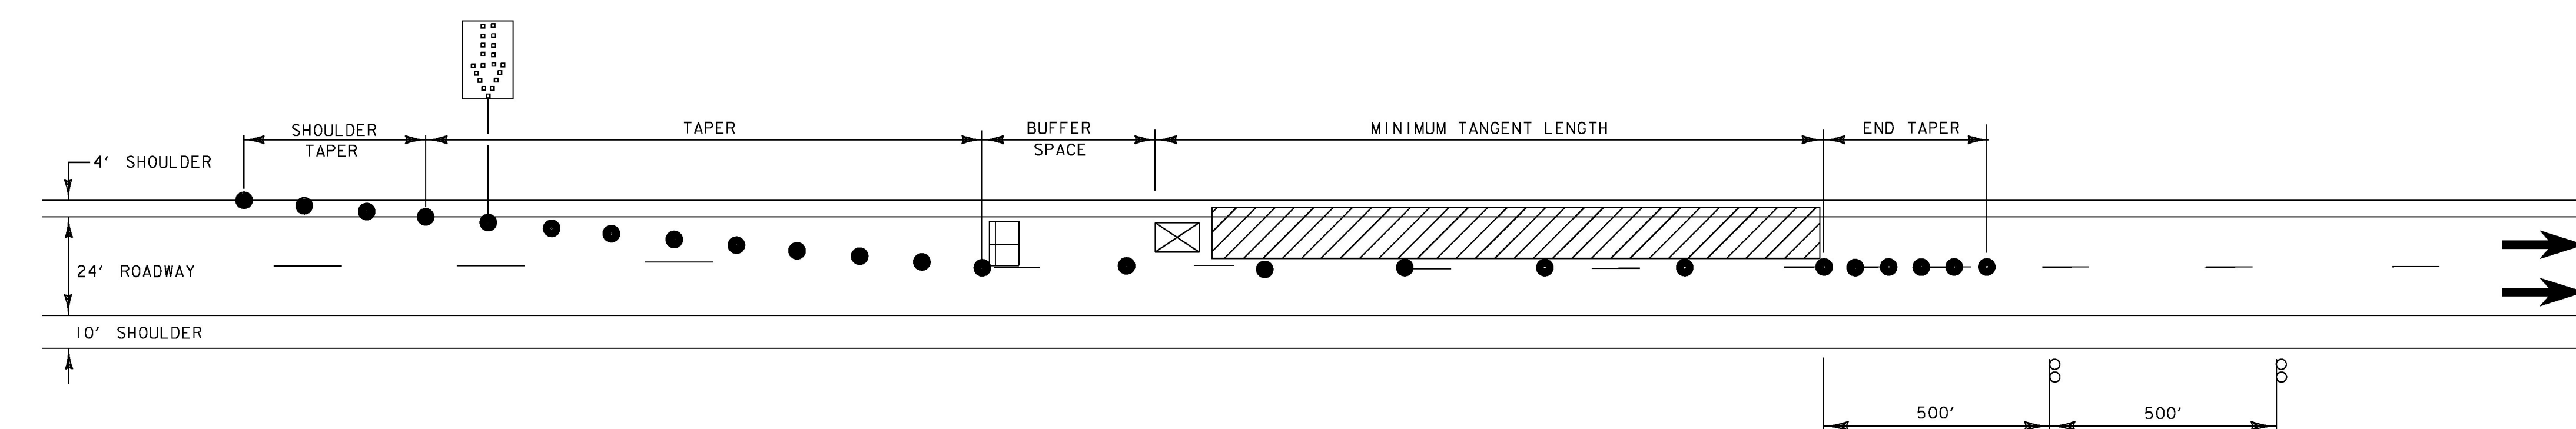 SHOULDER
TAPER
TAPER
BUFFER
SPACE
MINIMUM TANGENT LENGTH
END TAPER
4' SHOULDER
24' ROADWAY
10' SHOULDER
500'
500'